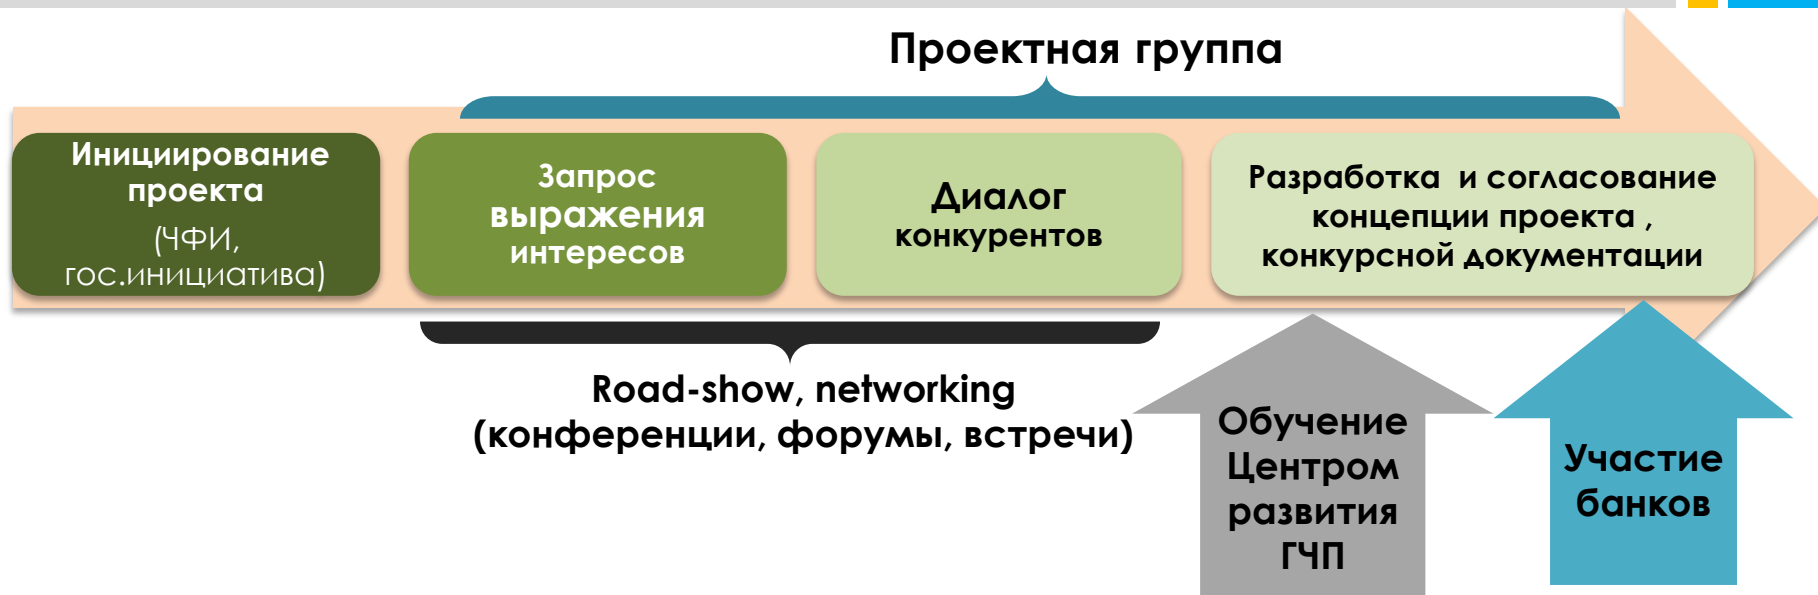 Проектная группа
Инициирование
проекта
(ЧФИ,
гос.инициатива)
Запрос
выражения
интересов
Диалог
конкурентов
Разработка и согласование
концепции проекта ,
конкурсной документации
Road-show, networking
(конференции, форумы, встречи)
Обучение
Центром
развития
ГЧП
Участие
банков